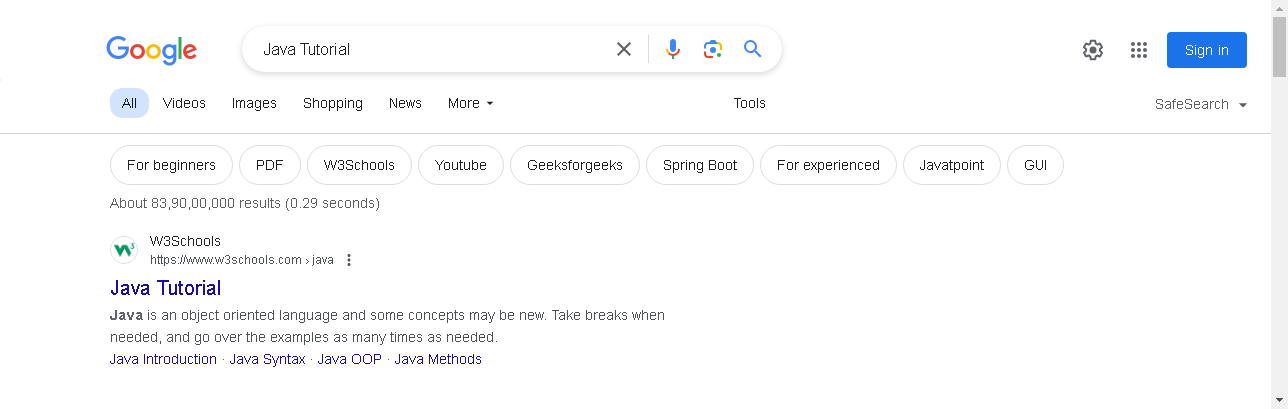 Google
Java Tutorial
Sign in
All Videos Images Shopping News More Tools SafeSearch
For beginners PDF W3Schools Youtube Geeksforgeeks Spring Boot For experienced Javatpoint GUI
About 83,90,00,000 results (0.29 seconds)
W3Schools
https://www.w3schools.com › java
Java Tutorial
Java is an object oriented language and some concepts may be new. Take breaks when
needed, and go over the examples as many times as needed.
Java Introduction · Java Syntax · Java OOP · Java Methods